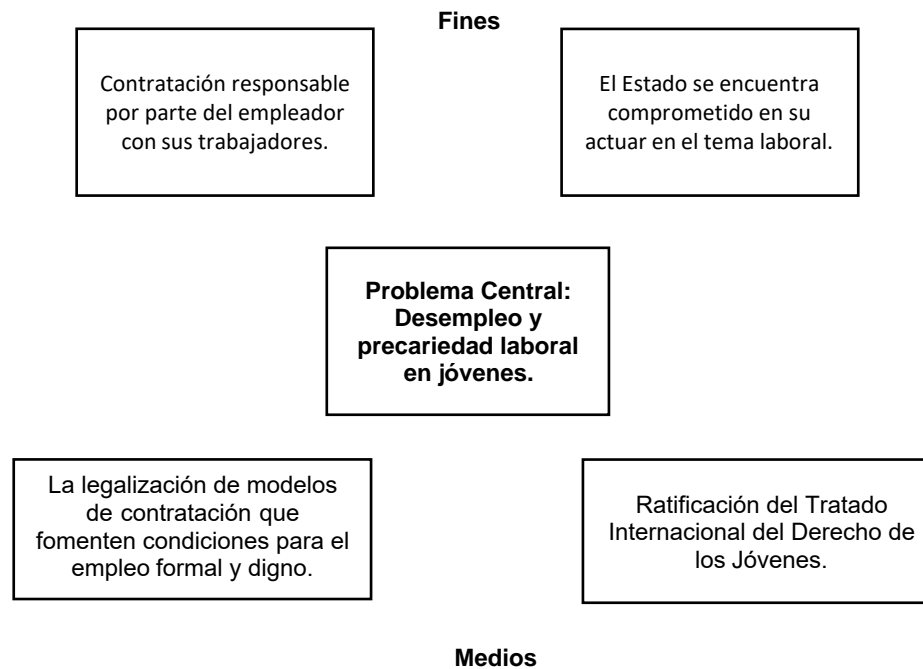 Fines
Contratación responsable
por parte del empleador
con sus trabajadores.
El Estado se encuentra
comprometido en su
actuar en el tema laboral.
Problema Central:
Desempleo y
precariedad laboral
en jóvenes.
La legalización de modelos
de contratación que
fomenten condiciones para el
empleo formal y digno.
Ratificación del Tratado
Internacional del Derecho de
los Jóvenes.
Medios